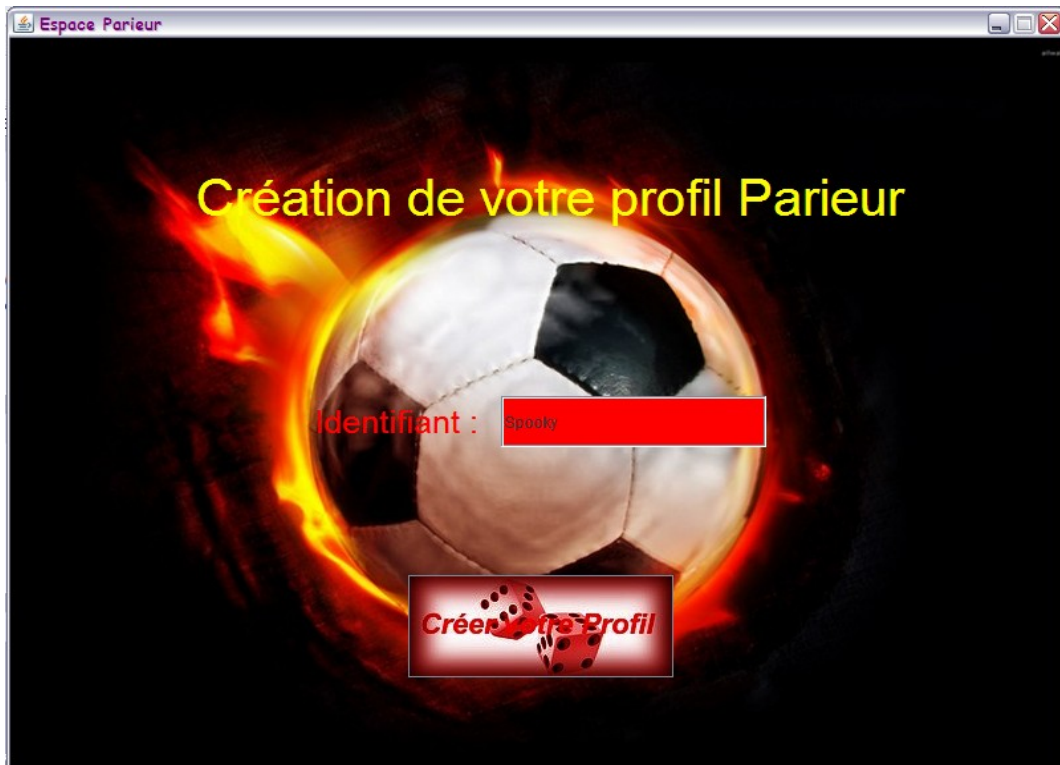 Espace Parieur
Création de votre profil Parieur
Identifiant :
Spooky
Créer votre Profil